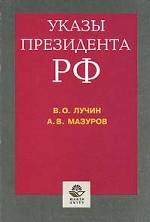 УКАЗЫ
ПРЕЗИДЕНТА
РФ
В. О. ЛУЧИН
А. В. МАЗУРОВ